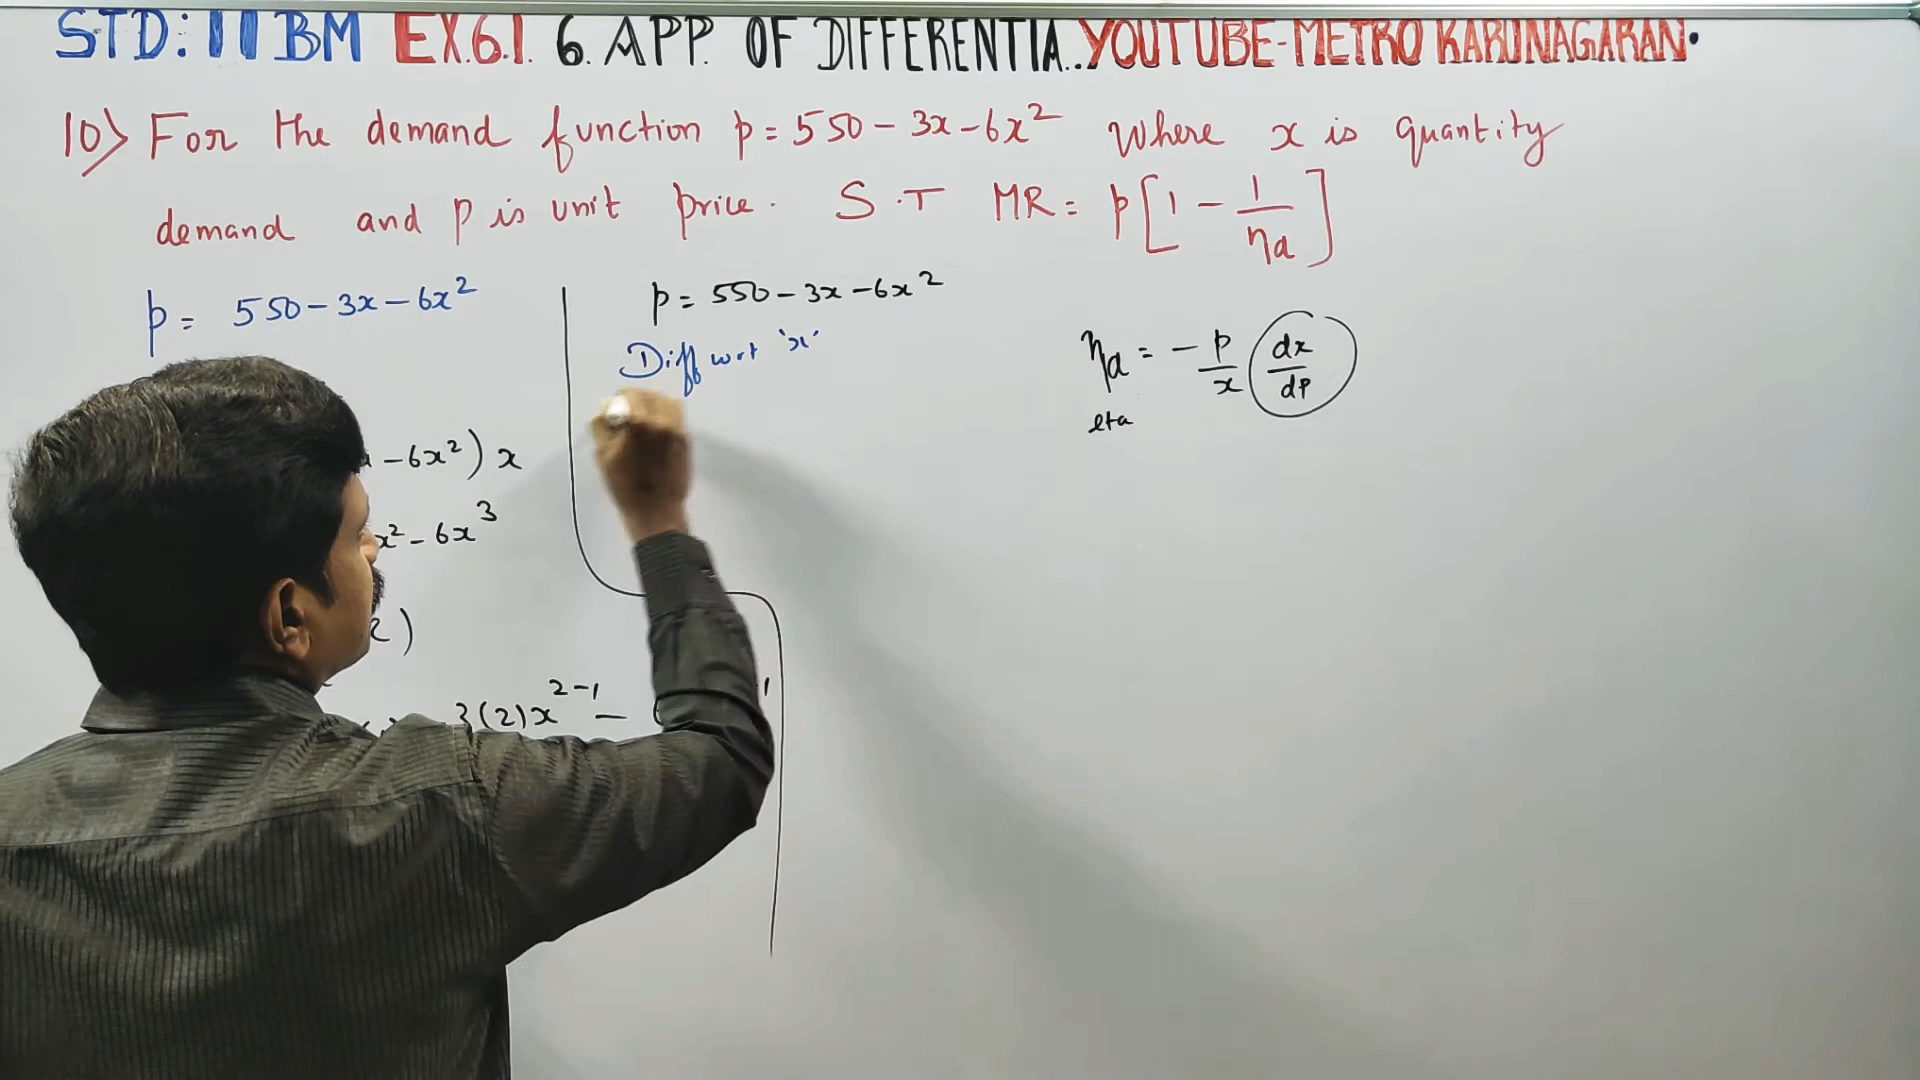 STD: 11 BM EX.6.1. 6. APP. OF DIFFERENTIA.. YOUTUBE-METRO KARUNAGARAN.
10) For the demand function p = 550 - 3x - 6x² where x is quantity
demand and p is unit price. S.T MR = p[1 - 1/ηd]
p = 550 - 3x - 6x²
- 6x²) x
x² - 6x³
)
3(2)x^(2-1) -
p = 550 - 3x - 6x²
Diff wrt 'x'
ηd = - p/x (dx/dp)
eta